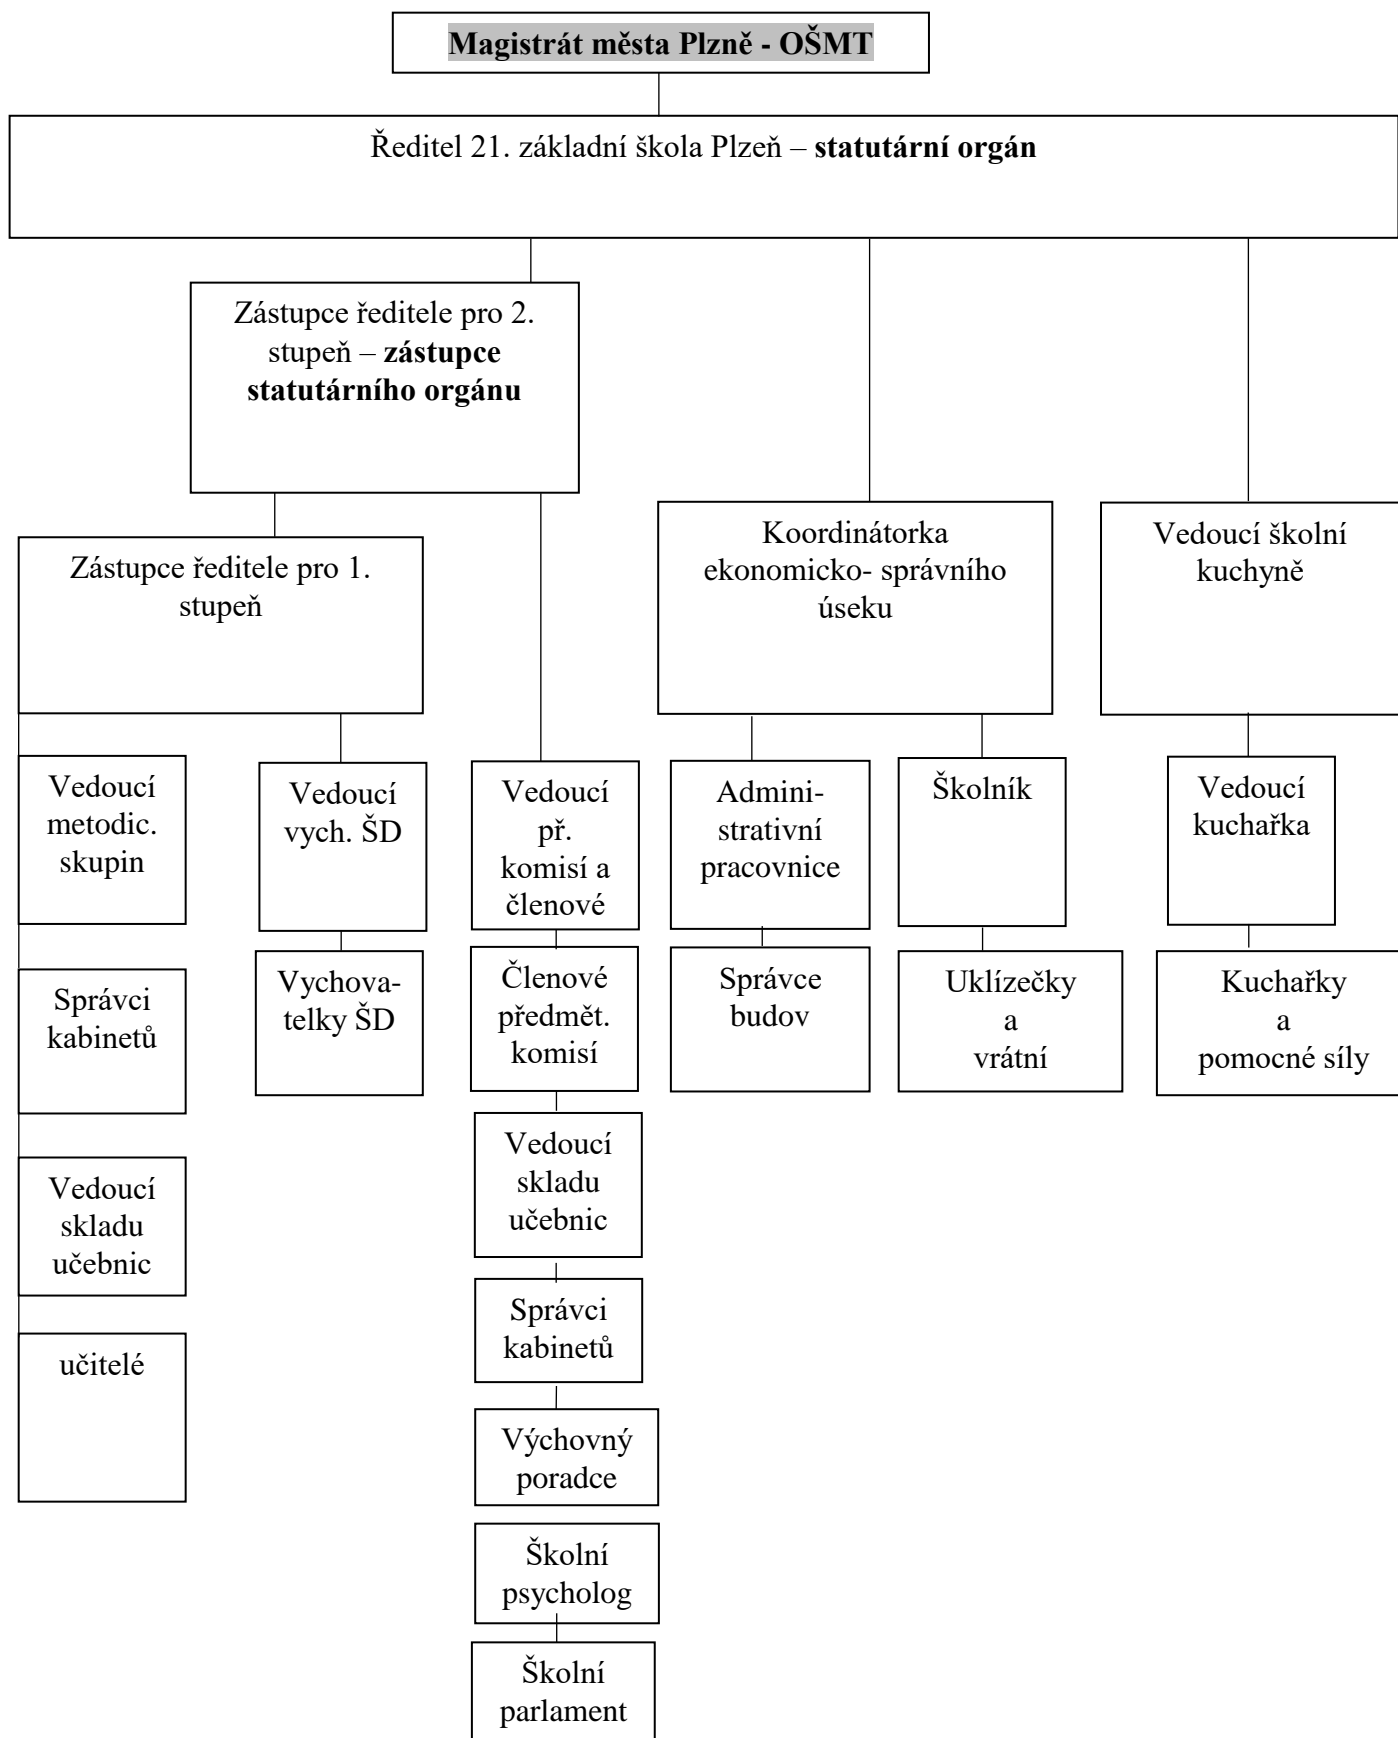 Magistrát města Plzně - OŠMT
Ředitel 21. základní škola Plzeň – statutární orgán
Zástupce ředitele pro 2.
stupeň – zástupce
statutárního orgánu
Zástupce ředitele pro 1.
stupeň
Koordinátorka
ekonomicko- správního
úseku
Vedoucí školní
kuchyně
Vedoucí
metodic.
skupin
Vedoucí
vych. ŠD
Vedoucí
př.
komisí a
členové
Admini-
strativní
pracovnice
Školník
Vedoucí
kuchařka
Správci
kabinetů
Vychova-
telky ŠD
Členové
předmět.
komisí
Správce
budov
Uklízečky
a
vrátní
Kuchařky
a
pomocné síly
Vedoucí
skladu
učebnic
Vedoucí
skladu
učebnic
Správci
kabinetů
učitelé
Výchovný
poradce
Školní
psycholog
Školní
parlament